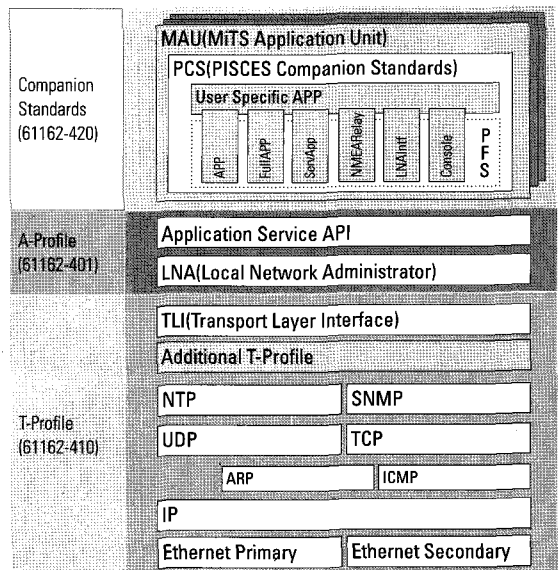 MAU(MiTS Application Unit)
PCS(PISCES Companion Standards)
User Specific APP
Companion
Standards
(61162-420)
APP
FullAPP
ServApp
NMEARelay
LNAIntf
Console
P
F
S
A-Profile
(61162-401)
Application Service API
LNA(Local Network Administrator)
TLI(Transport Layer Interface)
Additional T-Profile
T-Profile
(61162-410)
NTP
SNMP
UDP
TCP
ARP
ICMP
IP
Ethernet Primary
Ethernet Secondary